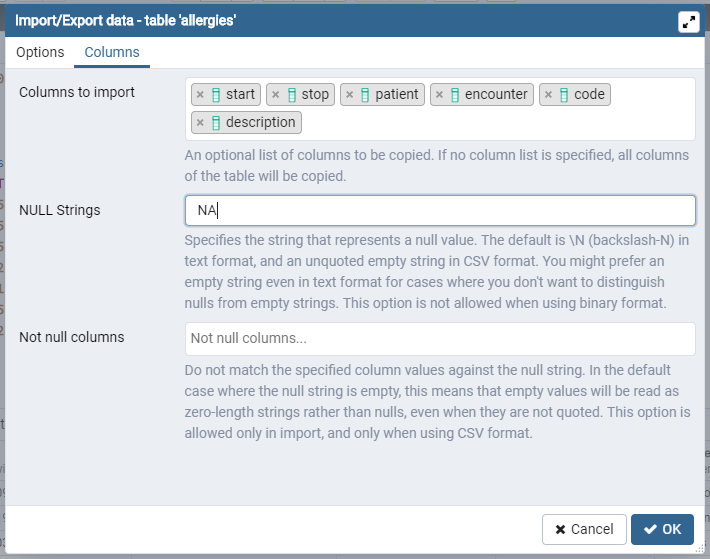 Import/Export data - table 'allergies'
Options Columns
Columns to import × start × stop × patient × encounter × code
× description
An optional list of columns to be copied. If no column list is specified, all columns
of the table will be copied.
NULL Strings NA
Specifies the string that represents a null value. The default is \N (backslash-N) in
text format, and an unquoted empty string in CSV format. You might prefer an
empty string even in text format for cases where you don't want to distinguish
nulls from empty strings. This option is not allowed when using binary format.
Not null columns Not null columns...
Do not match the specified column values against the null string. In the default
case where the null string is empty, this means that empty values will be read as
zero-length strings rather than nulls, even when they are not quoted. This option is
allowed only in import, and only when using CSV format.
Cancel OK